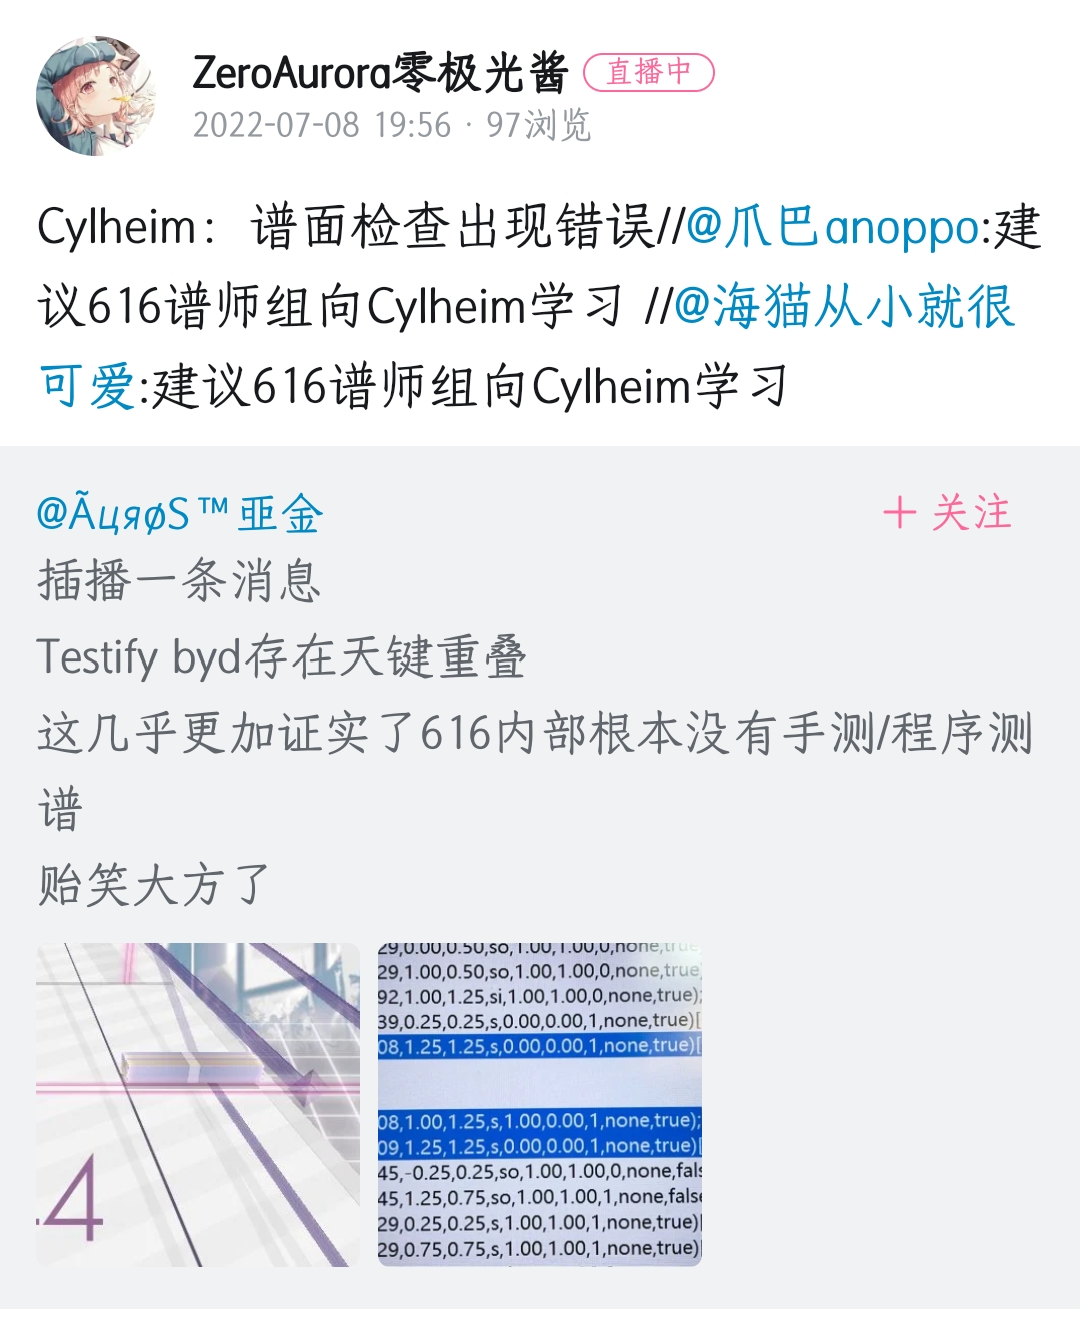 ZeroAurora零极光酱 直播中
2022-07-08 19:56 · 97浏览
Cylheim：谱面检查出现错误//@爪巴anoppo:建
议616谱师组向Cylheim学习 //@海猫从小就很
可爱:建议616谱师组向Cylheim学习
@ÃцяøS™亚金 + 关注
插播一条消息
Testify byd存在天键重叠
这几乎更加证实了616内部根本没有手测/程序测
谱
贻笑大方了
4
29,0.00,0.50,so,1.00,1.00,0,none,true
29,1.00,0.50,so,1.00,1.00,0,none,true
92,1.00,1.25,si,1.00,1.00,0,none,true);
39,0.25,0.25,s,0.00,0.00,1,none,true)[
08,1.25,1.25,s,0.00,0.00,1,none,true)[
08,1.00,1.25,s,1.00,0.00,1,none,true);
09,1.25,1.25,s,0.00,0.00,1,none,true)[
45,-0.25,0.25,so,1.00,1.00,0,none,fals
45,1.25,0.75,so,1.00,1.00,1,none,false
29,0.25,0.25,s,1.00,1.00,1,none,true)[
29,0.75,0.75,s,1.00,1.00,1,none,true)[